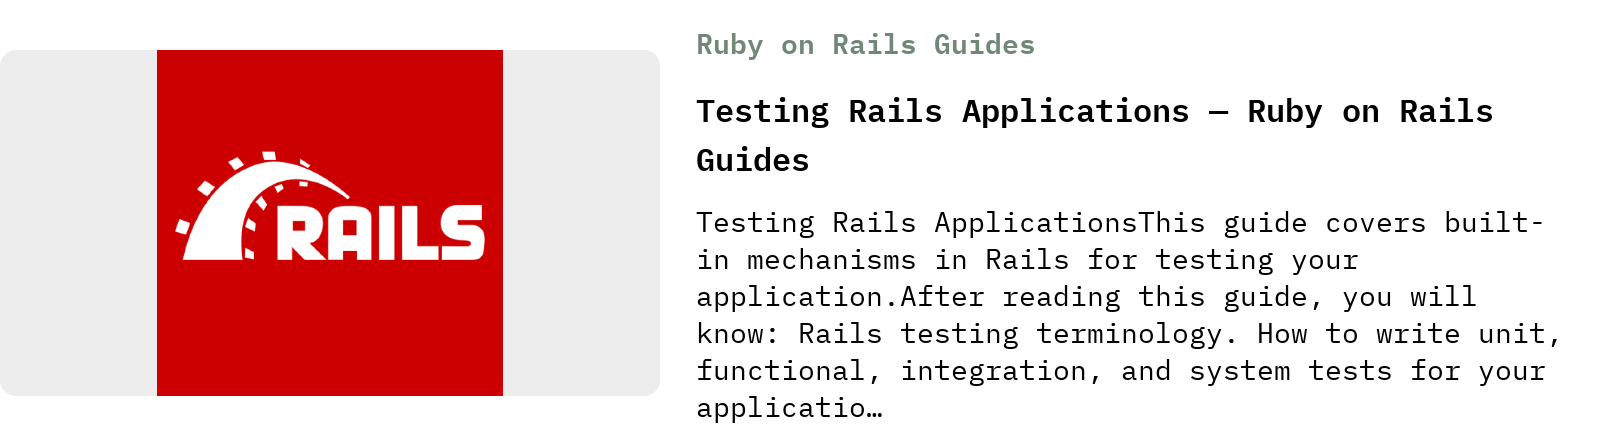 RAILS
Ruby on Rails Guides
Testing Rails Applications — Ruby on Rails
Guides
Testing Rails ApplicationsThis guide covers built-
in mechanisms in Rails for testing your
application.After reading this guide, you will
know: Rails testing terminology. How to write unit,
functional, integration, and system tests for your
applicatio…